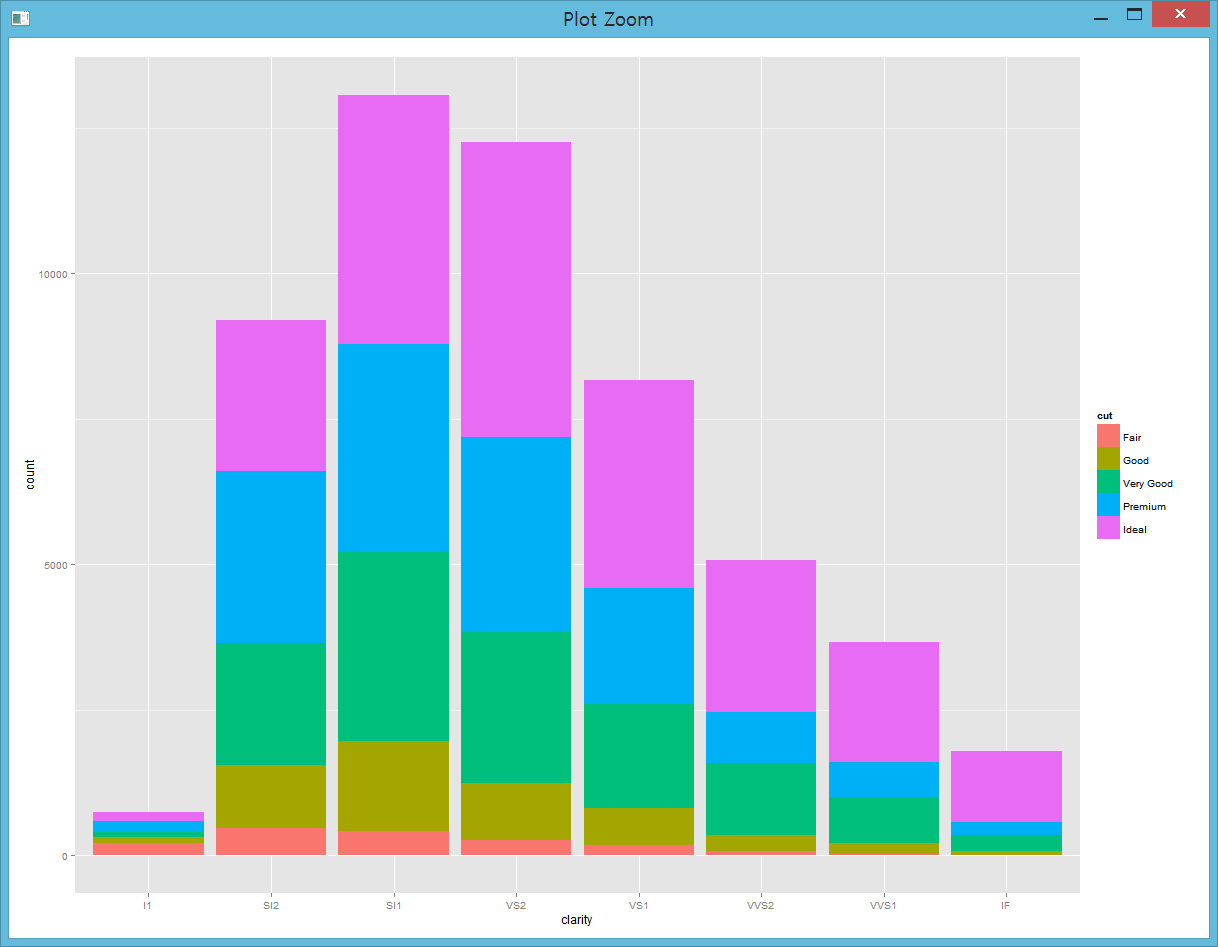 Plot Zoom
count
10000
5000
0
I1 SI2 SI1 VS2 VS1 VVS2 VVS1 IF
clarity
cut
Fair
Good
Very Good
Premium
Ideal